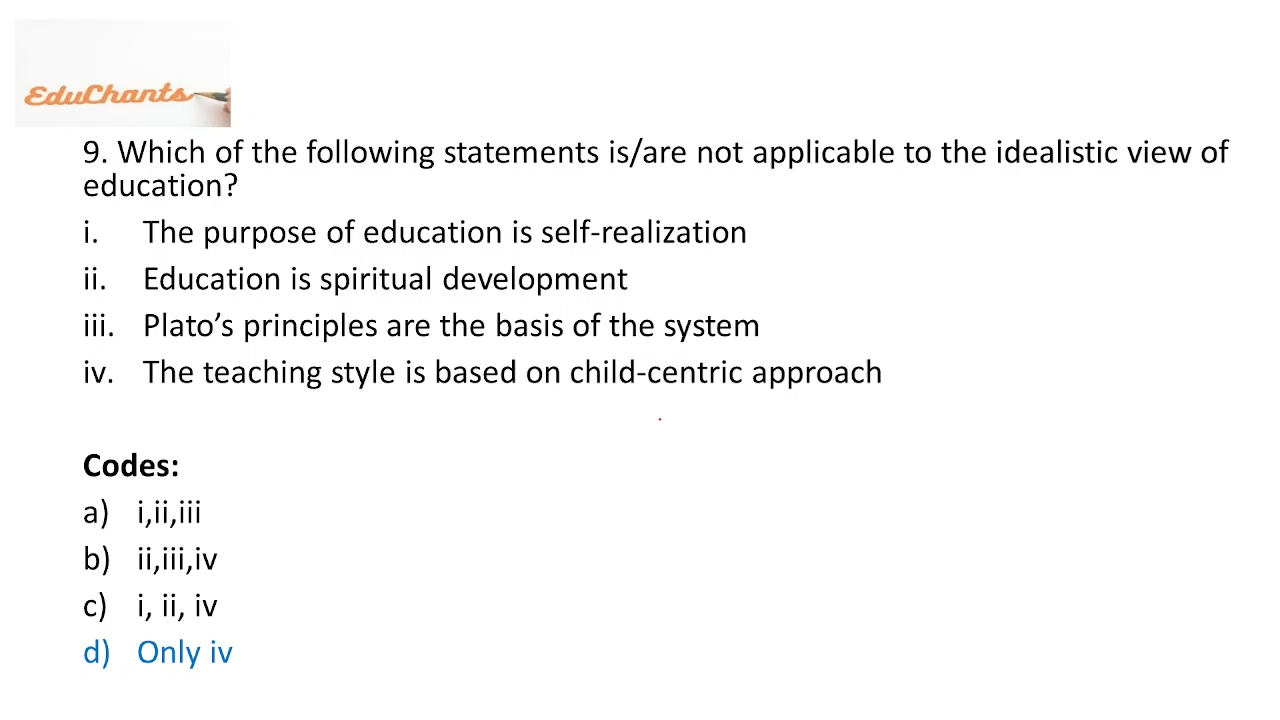 EduChants
9. Which of the following statements is/are not applicable to the idealistic view of
education?
i. The purpose of education is self-realization
ii. Education is spiritual development
iii. Plato’s principles are the basis of the system
iv. The teaching style is based on child-centric approach
Codes:
a) i,ii,iii
b) ii,iii,iv
c) i, ii, iv
d) Only iv